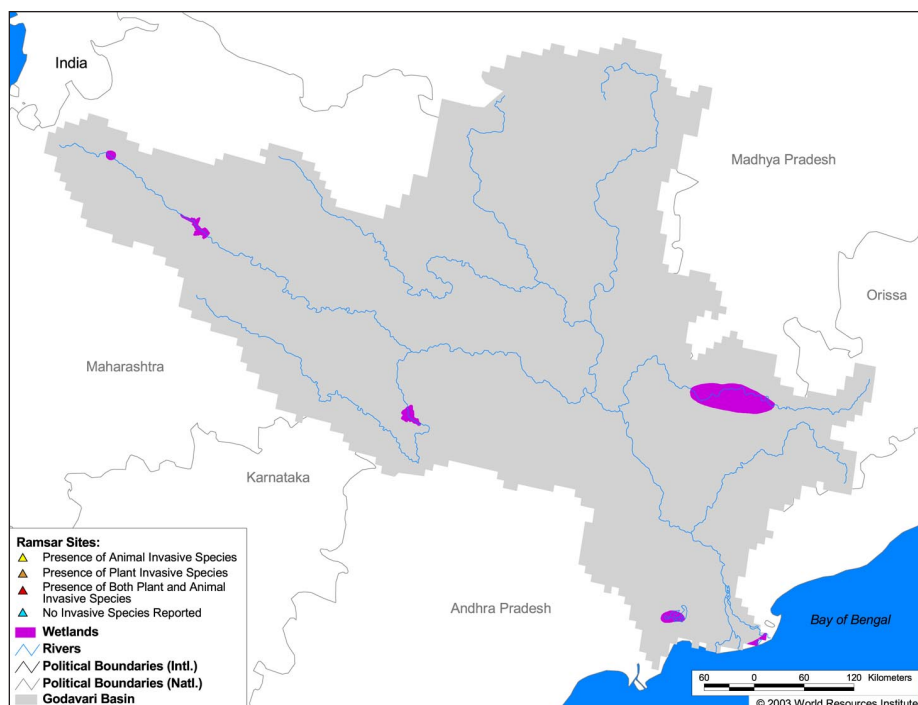 India
Madhya Pradesh
Orissa
Maharashtra
Karnataka
Andhra Pradesh
Bay of Bengal
Ramsar Sites:
Presence of Animal Invasive Species
Presence of Plant Invasive Species
Presence of Both Plant and Animal
Invasive Species
No Invasive Species Reported
Wetlands
Rivers
Political Boundaries (Intl.)
Political Boundaries (Natl.)
Godavari Basin
60 0 60 120 Kilometers
© 2003 World Resources Institute